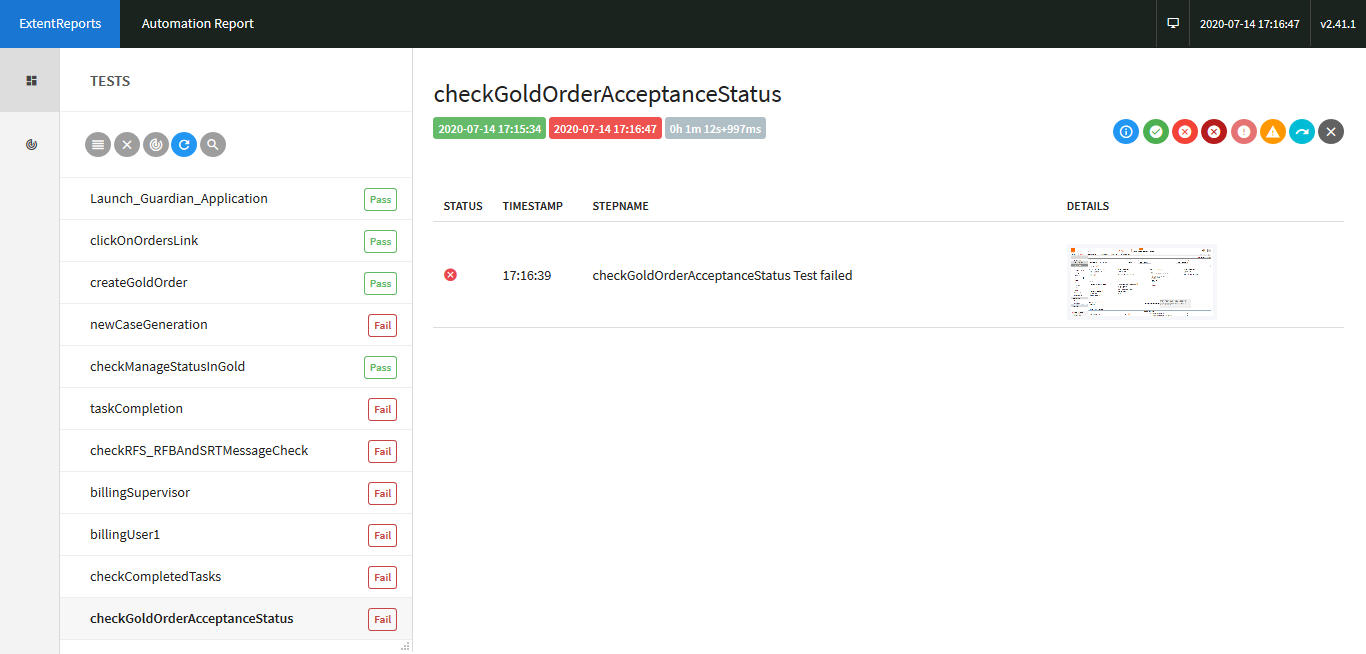 ExtentReports
Automation Report
2020-07-14 17:16:47
v2.41.1
TESTS
Launch_Guardian_Application Pass
clickOnOrdersLink Pass
createGoldOrder Pass
newCaseGeneration Fail
checkManageStatusInGold Pass
taskCompletion Fail
checkRFS_RFBAndSRTMessageCheck Fail
billingSupervisor Fail
billingUser1 Fail
checkCompletedTasks Fail
checkGoldOrderAcceptanceStatus Fail
checkGoldOrderAcceptanceStatus
2020-07-14 17:15:34 2020-07-14 17:16:47 0h 1m 12s+997ms
STATUS TIMESTAMP STEPNAME DETAILS
17:16:39 checkGoldOrderAcceptanceStatus Test failed